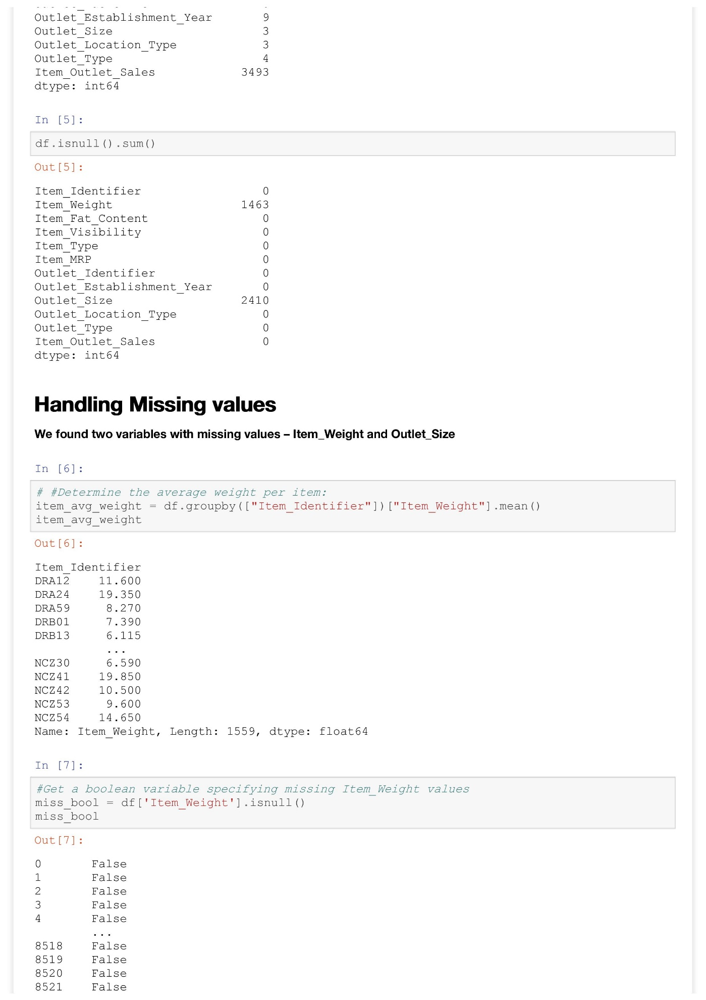 Outlet_Establishment_Year 9
Outlet_Size 3
Outlet_Location_Type 3
Outlet_Type 4
Item_Outlet_Sales 3493
dtype: int64
In [5]:
df.isnull().sum()
Out[5]:
Item_Identifier 0
Item_Weight 1463
Item_Fat_Content 0
Item_Visibility 0
Item_Type 0
Item_MRP 0
Outlet_Identifier 0
Outlet_Establishment_Year 0
Outlet_Size 2410
Outlet_Location_Type 0
Outlet_Type 0
Item_Outlet_Sales 0
dtype: int64
Handling Missing values
We found two variables with missing values – Item_Weight and Outlet_Size
In [6]:
# #Determine the average weight per item:
item_avg_weight = df.groupby(["Item_Identifier"])["Item_Weight"].mean()
item_avg_weight
Out[6]:
Item_Identifier
DRA12 11.600
DRA24 19.350
DRA59 8.270
DRB01 7.390
DRB13 6.115
...
NCZ30 6.590
NCZ41 19.850
NCZ42 10.500
NCZ53 9.600
NCZ54 14.650
Name: Item_Weight, Length: 1559, dtype: float64
In [7]:
#Get a boolean variable specifying missing Item_Weight values
miss_bool = df['Item_Weight'].isnull()
miss_bool
Out[7]:
0 False
1 False
2 False
3 False
4 False
...
8518 False
8519 False
8520 False
8521 False